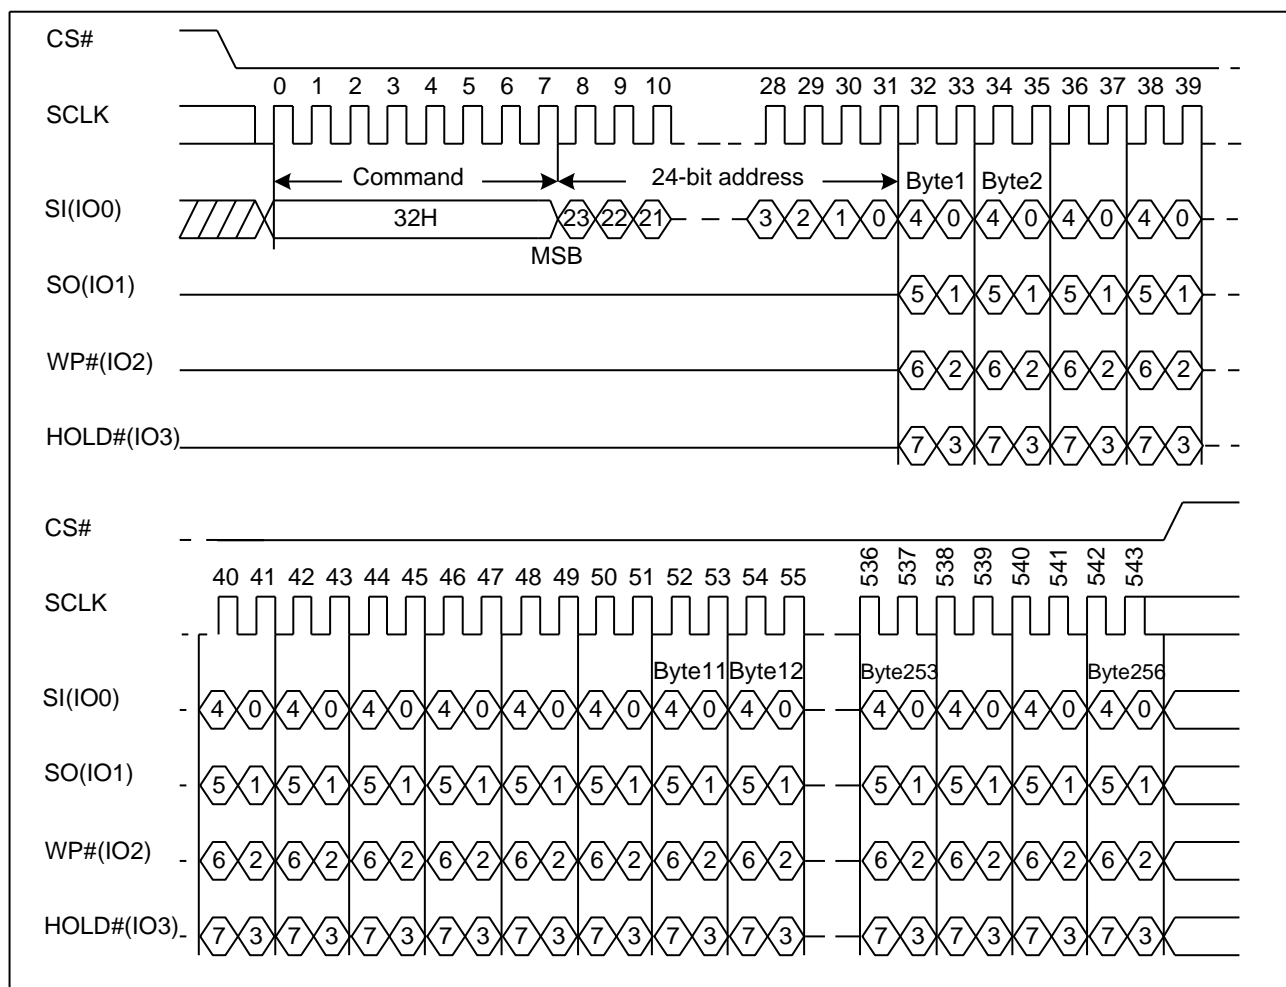 CS#
0 1 2 3 4 5 6 7 8 9 10 28 29 30 31 32 33 34 35 36 37 38 39
SCLK
Command 24-bit address Byte1 Byte2
SI(IO0) 32H 23 22 21 3 2 1 0 4 0 4 0 4 0 4 0
MSB
SO(IO1) 5 1 5 1 5 1 5 1
WP#(IO2) 6 2 6 2 6 2 6 2
HOLD#(IO3) 7 3 7 3 7 3 7 3
CS#
40 41 42 43 44 45 46 47 48 49 50 51 52 53 54 55 536 537 538 539 540 541 542 543
SCLK
Byte11 Byte12 Byte253 Byte256
SI(IO0) 4 0 4 0 4 0 4 0 4 0 4 0 4 0 4 0 4 0 4 0 4 0 4 0
SO(IO1) 5 1 5 1 5 1 5 1 5 1 5 1 5 1 5 1 5 1 5 1 5 1 5 1
WP#(IO2) 6 2 6 2 6 2 6 2 6 2 6 2 6 2 6 2 6 2 6 2 6 2 6 2
HOLD#(IO3) 7 3 7 3 7 3 7 3 7 3 7 3 7 3 7 3 7 3 7 3 7 3 7 3